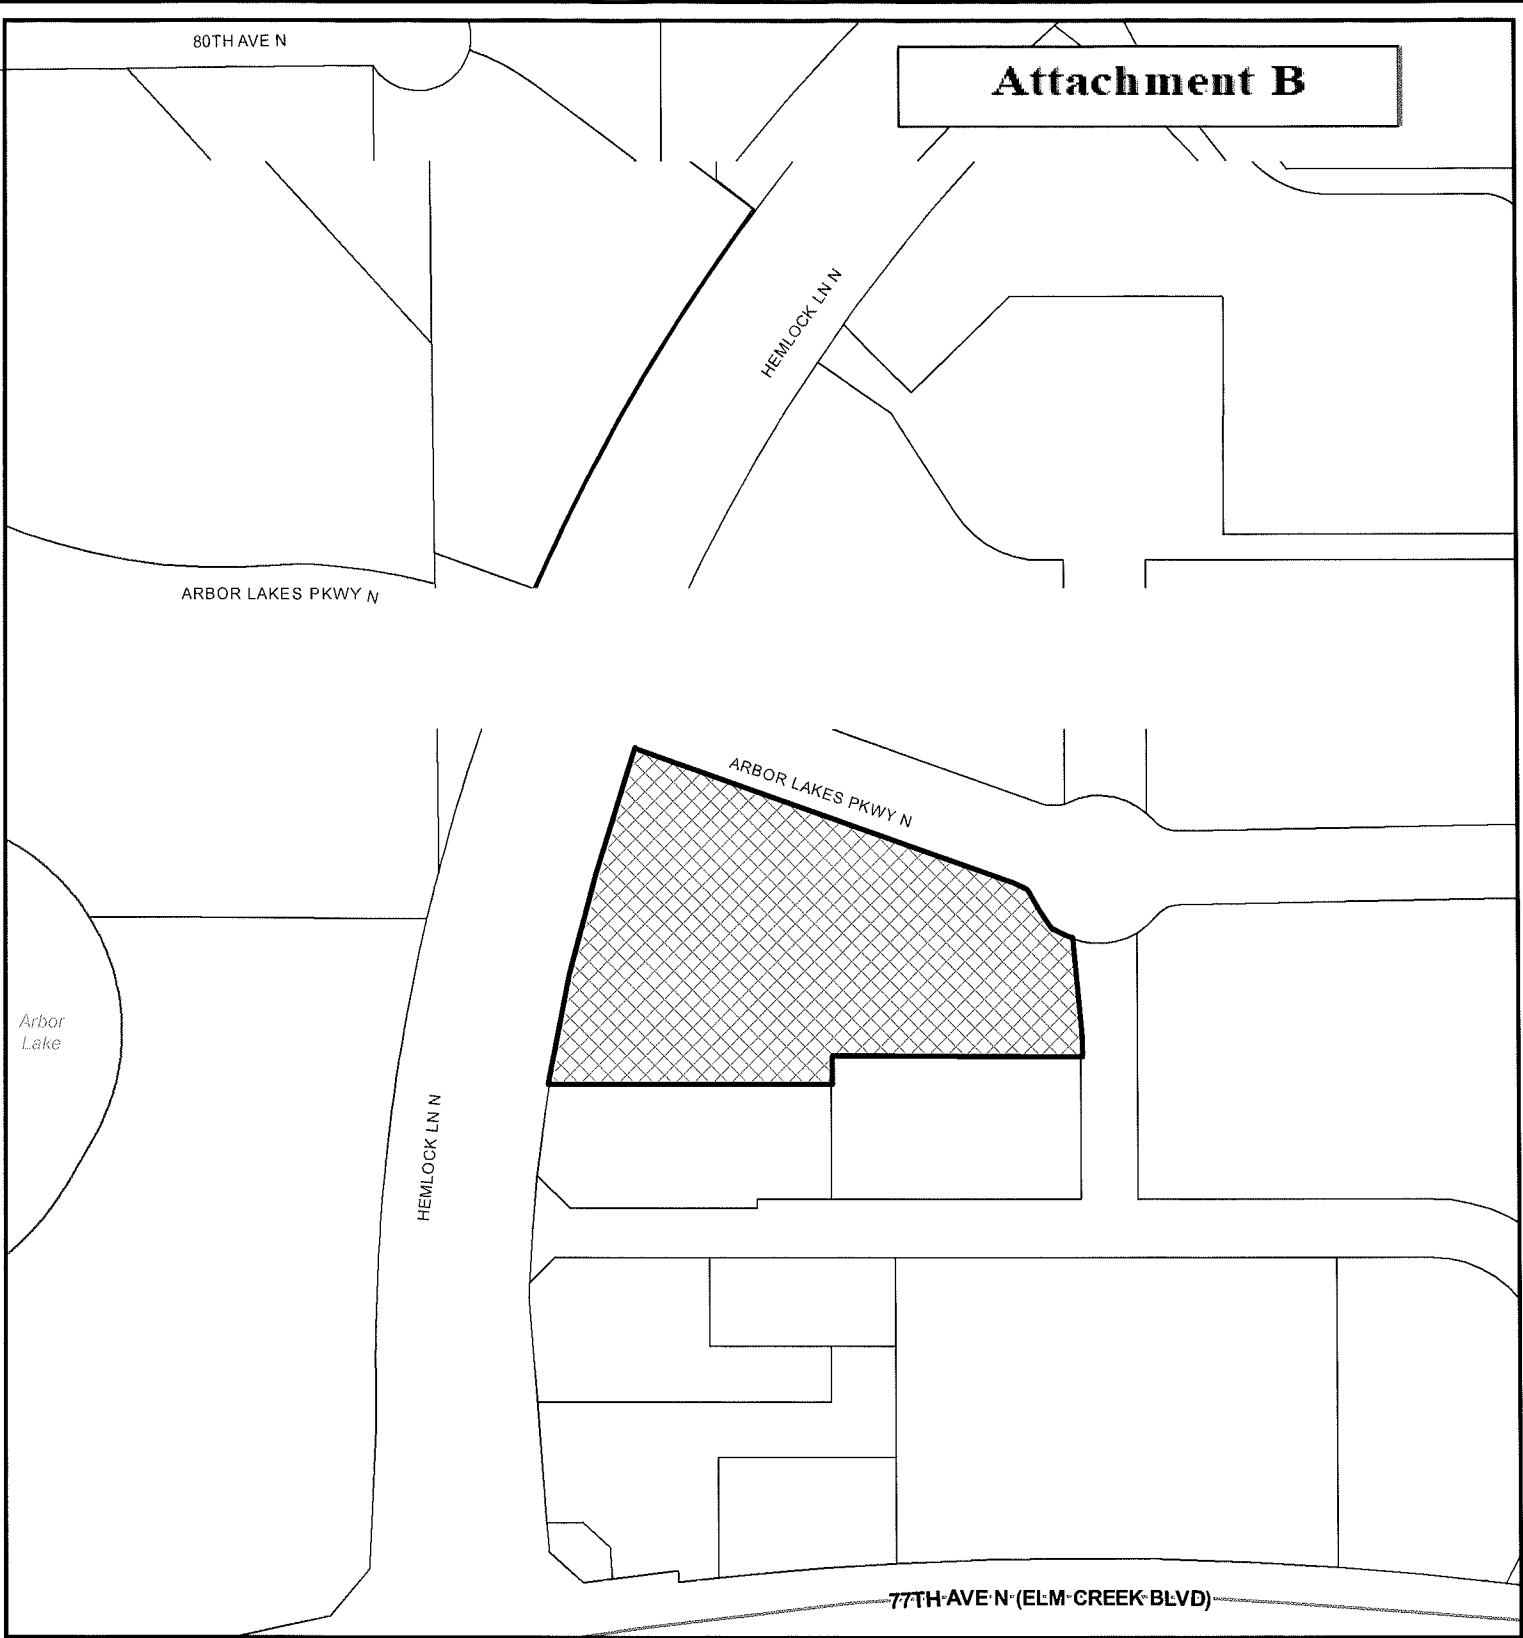 80TH AVE N
Attachment B
HEMLOCK LN N
ARBOR LAKES PKWY N
ARBOR LAKES PKWY N
Arbor
Lake
HEMLOCK LN N
77TH AVE N (ELM CREEK BLVD)